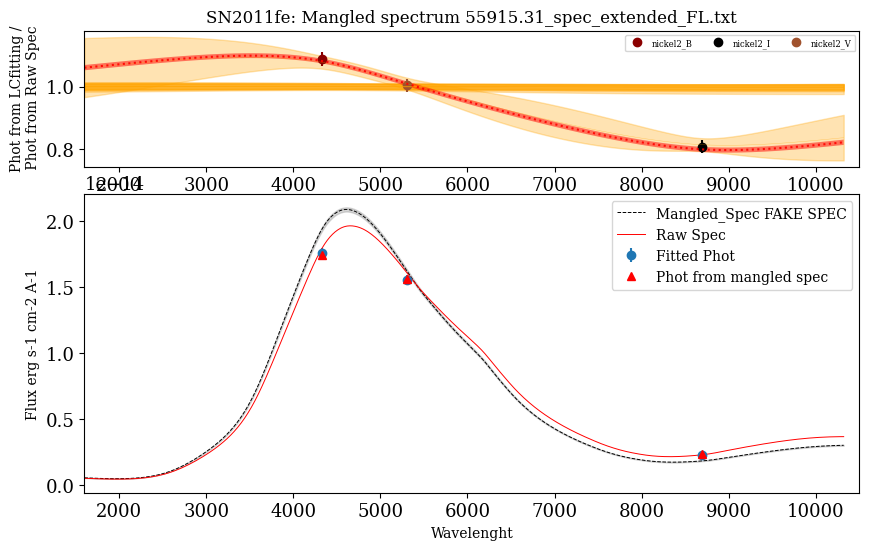 SN2011fe: Mangled spectrum 55915.31_spec_extended_FL.txt
Phot from LCfitting /
Phot from Raw Spec
nickel2_B nickel2_I nickel2_V
1.0
0.8
2000 3000 4000 5000 6000 7000 8000 9000 10000
1e−14
Mangled_Spec FAKE SPEC
Raw Spec
Fitted Phot
Phot from mangled spec
Flux erg s-1 cm-2 A-1
2.0
1.5
1.0
0.5
0.0
2000 3000 4000 5000 6000 7000 8000 9000 10000
Wavelenght